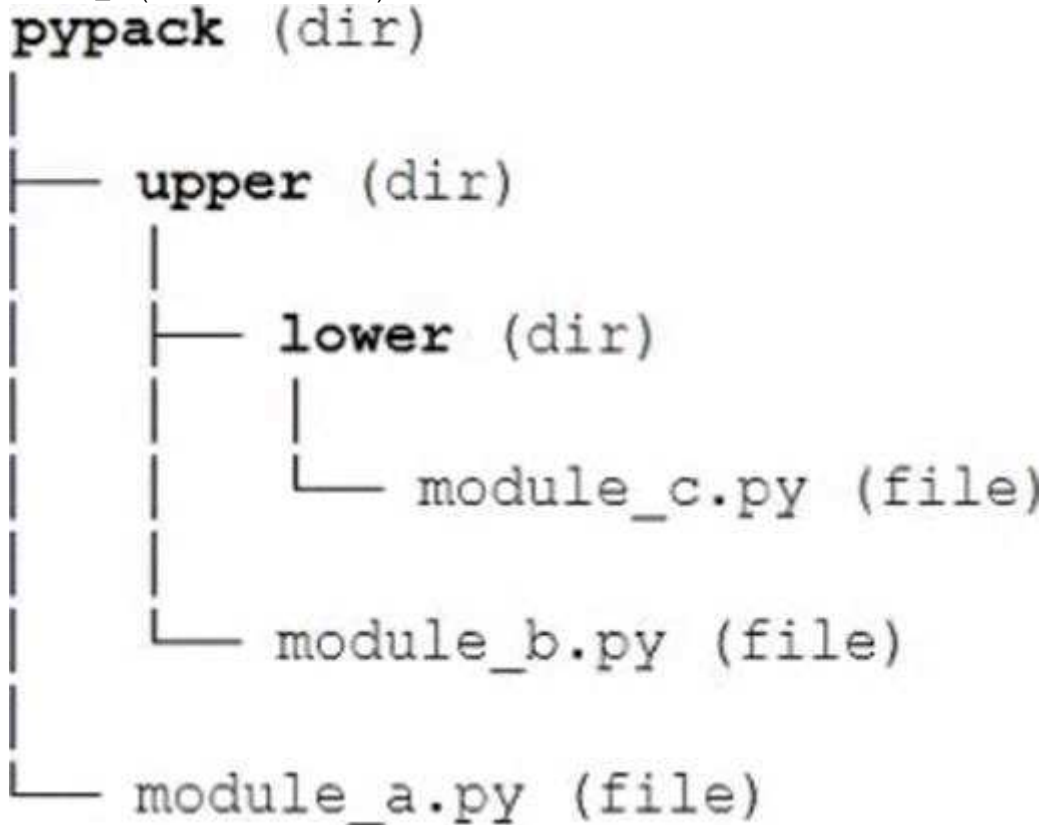 pypack (dir)
upper (dir)
lower (dir)
module_c.py (file)
module_b.py (file)
module_a.py (file)